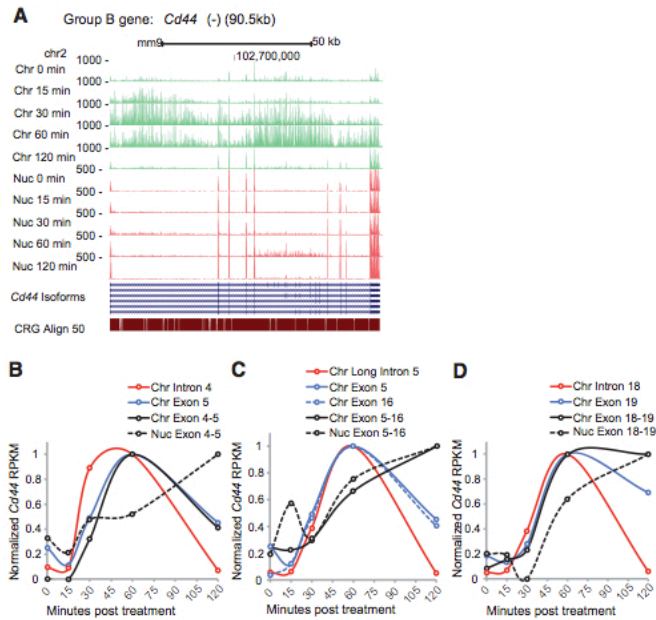 A
Group B gene: Cd44 (-) (90.5kb)
mm9 50 kb
chr2 102,700,000
1000 -
Chr 0 min
1000 -
Chr 15 min
1000 -
Chr 30 min
1000 -
Chr 60 min
1000 -
Chr 120 min
500 -
Nuc 0 min
500 -
Nuc 15 min
500 -
Nuc 30 min
500 -
Nuc 60 min
500 -
Nuc 120 min
Cd44 Isoforms
CRG Align 50
B
Chr Intron 4
Chr Exon 5
Chr Exon 4-5
Nuc Exon 4-5
Normalized Cd44 RPKM
1
0.8
0.6
0.4
0.2
0
0 15 30 45 60 75 90 105 120
Minutes post treatment
C
Chr Long Intron 5
Chr Exon 5
Chr Exon 16
Chr Exon 5-16
Nuc Exon 5-16
Normalized Cd44 RPKM
1
0.8
0.6
0.4
0.2
0
0 15 30 45 60 75 90 105 120
Minutes post treatment
D
Chr Intron 18
Chr Exon 19
Chr Exon 18-19
Nuc Exon 18-19
Normalized Cd44 RPKM
1
0.8
0.6
0.4
0.2
0
0 15 30 45 60 75 90 105 120
Minutes post treatment